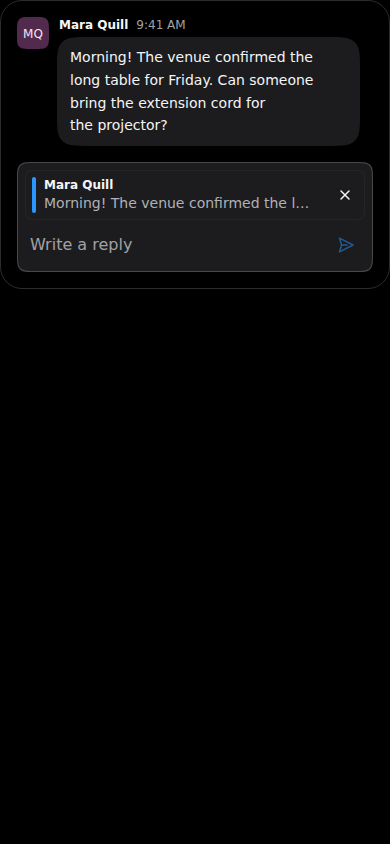 MQ
Mara Quill 9:41 AM
Morning! The venue confirmed the
long table for Friday. Can someone
bring the extension cord for
the projector?
Mara Quill
Morning! The venue confirmed the l…
Write a reply